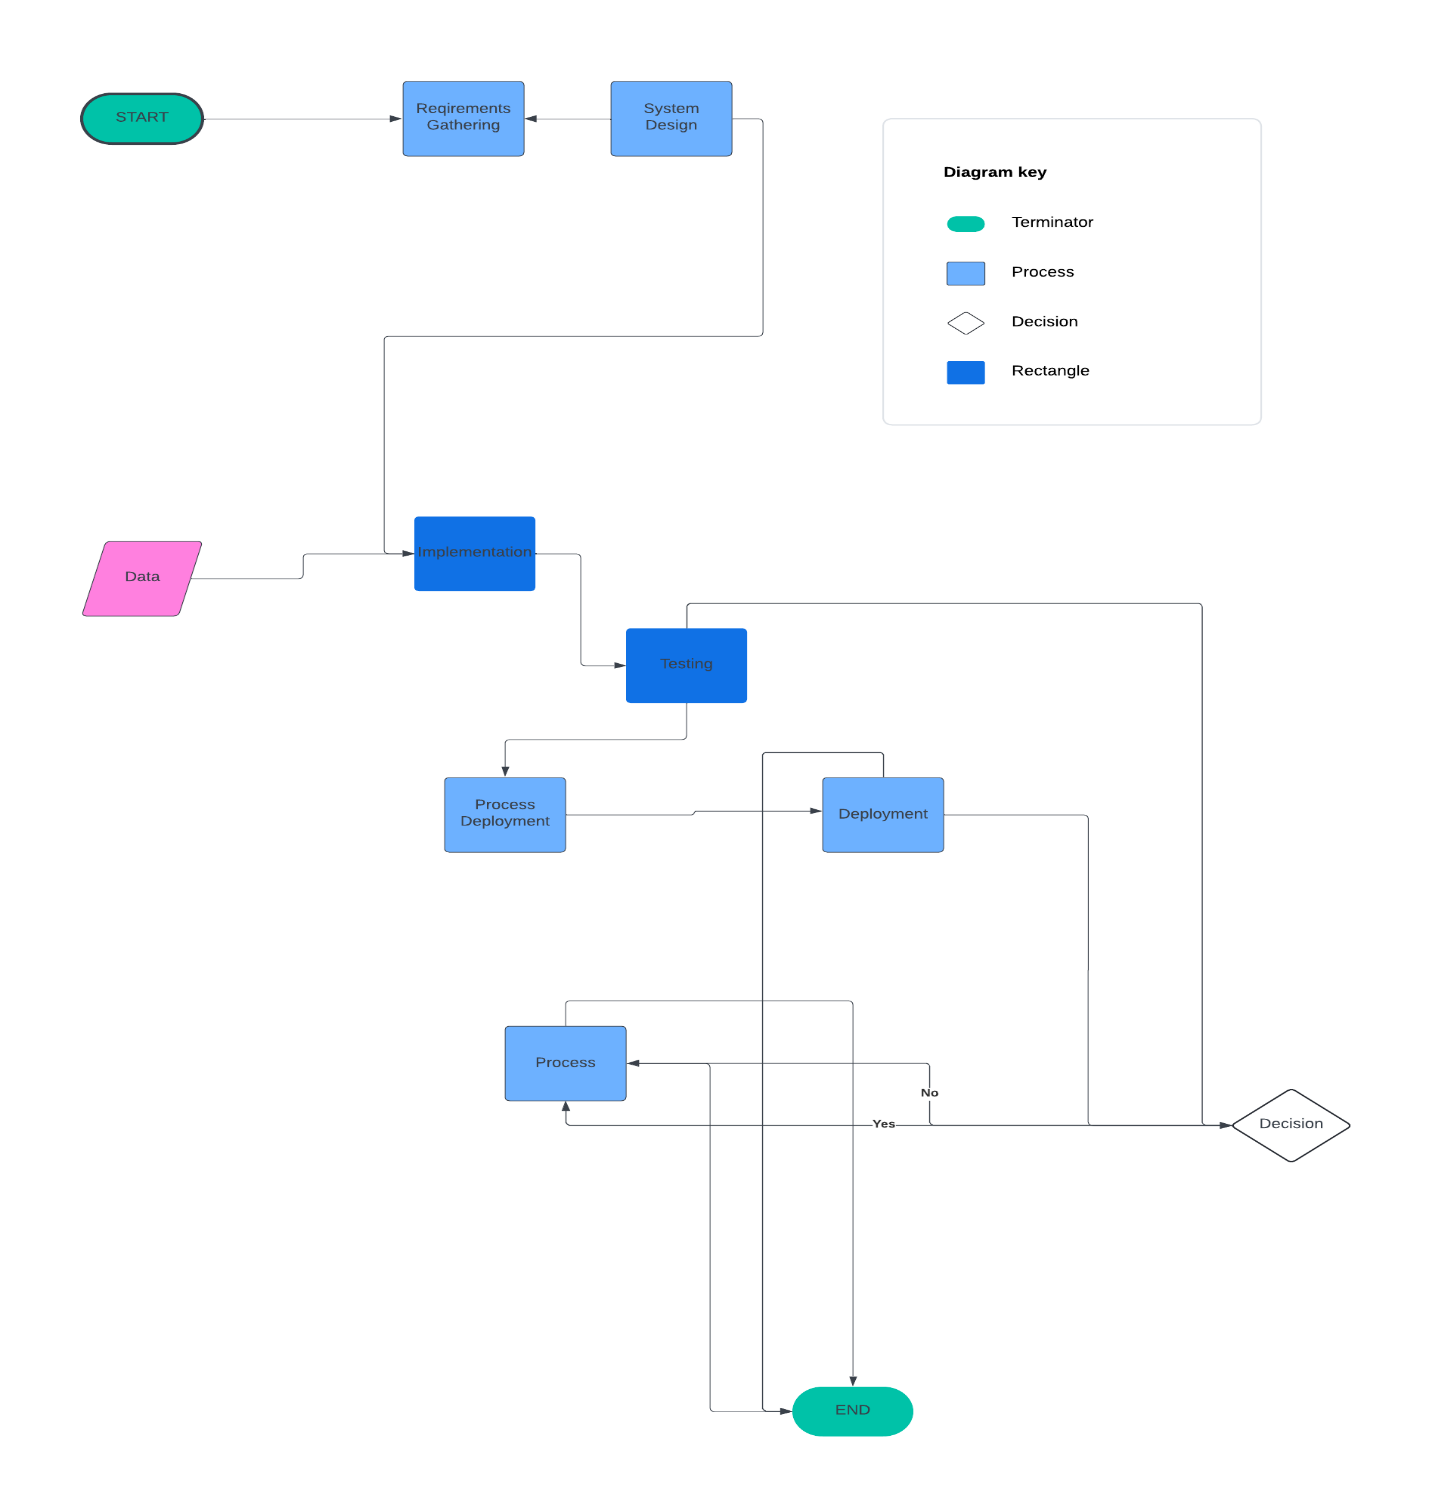 START
Reqirements
Gathering
System
Design
Diagram key
Terminator
Process
Decision
Rectangle
Data
Implementation
Testing
Process
Deployment
Deployment
Process
No
Yes
Decision
END